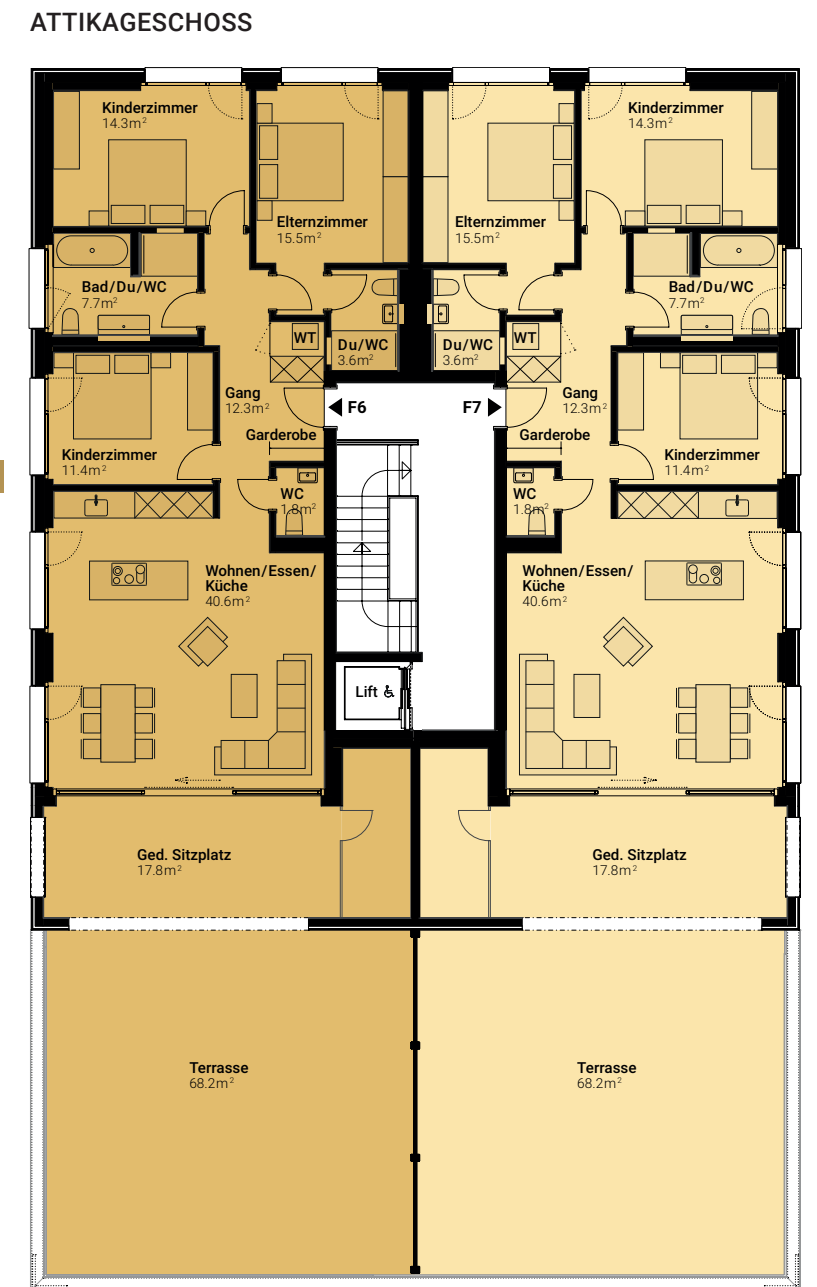 ATTIKAGESCHOSS
Kinderzimmer
14.3m²
Elternzimmer
15.5m²
Bad/Du/WC
7.7m²
WT
Du/WC
3.6m²
Gang
12.3m²
F6
Garderobe
Kinderzimmer
11.4m²
WC
1.8m²
Wohnen/Essen/
Küche
40.6m²
Lift
Ged. Sitzplatz
17.8m²
Terrasse
68.2m²
Kinderzimmer
14.3m²
Elternzimmer
15.5m²
Bad/Du/WC
7.7m²
Du/WC
3.6m²
WT
Gang
12.3m²
F7
Garderobe
Kinderzimmer
11.4m²
WC
1.8m²
Wohnen/Essen/
Küche
40.6m²
Ged. Sitzplatz
17.8m²
Terrasse
68.2m²